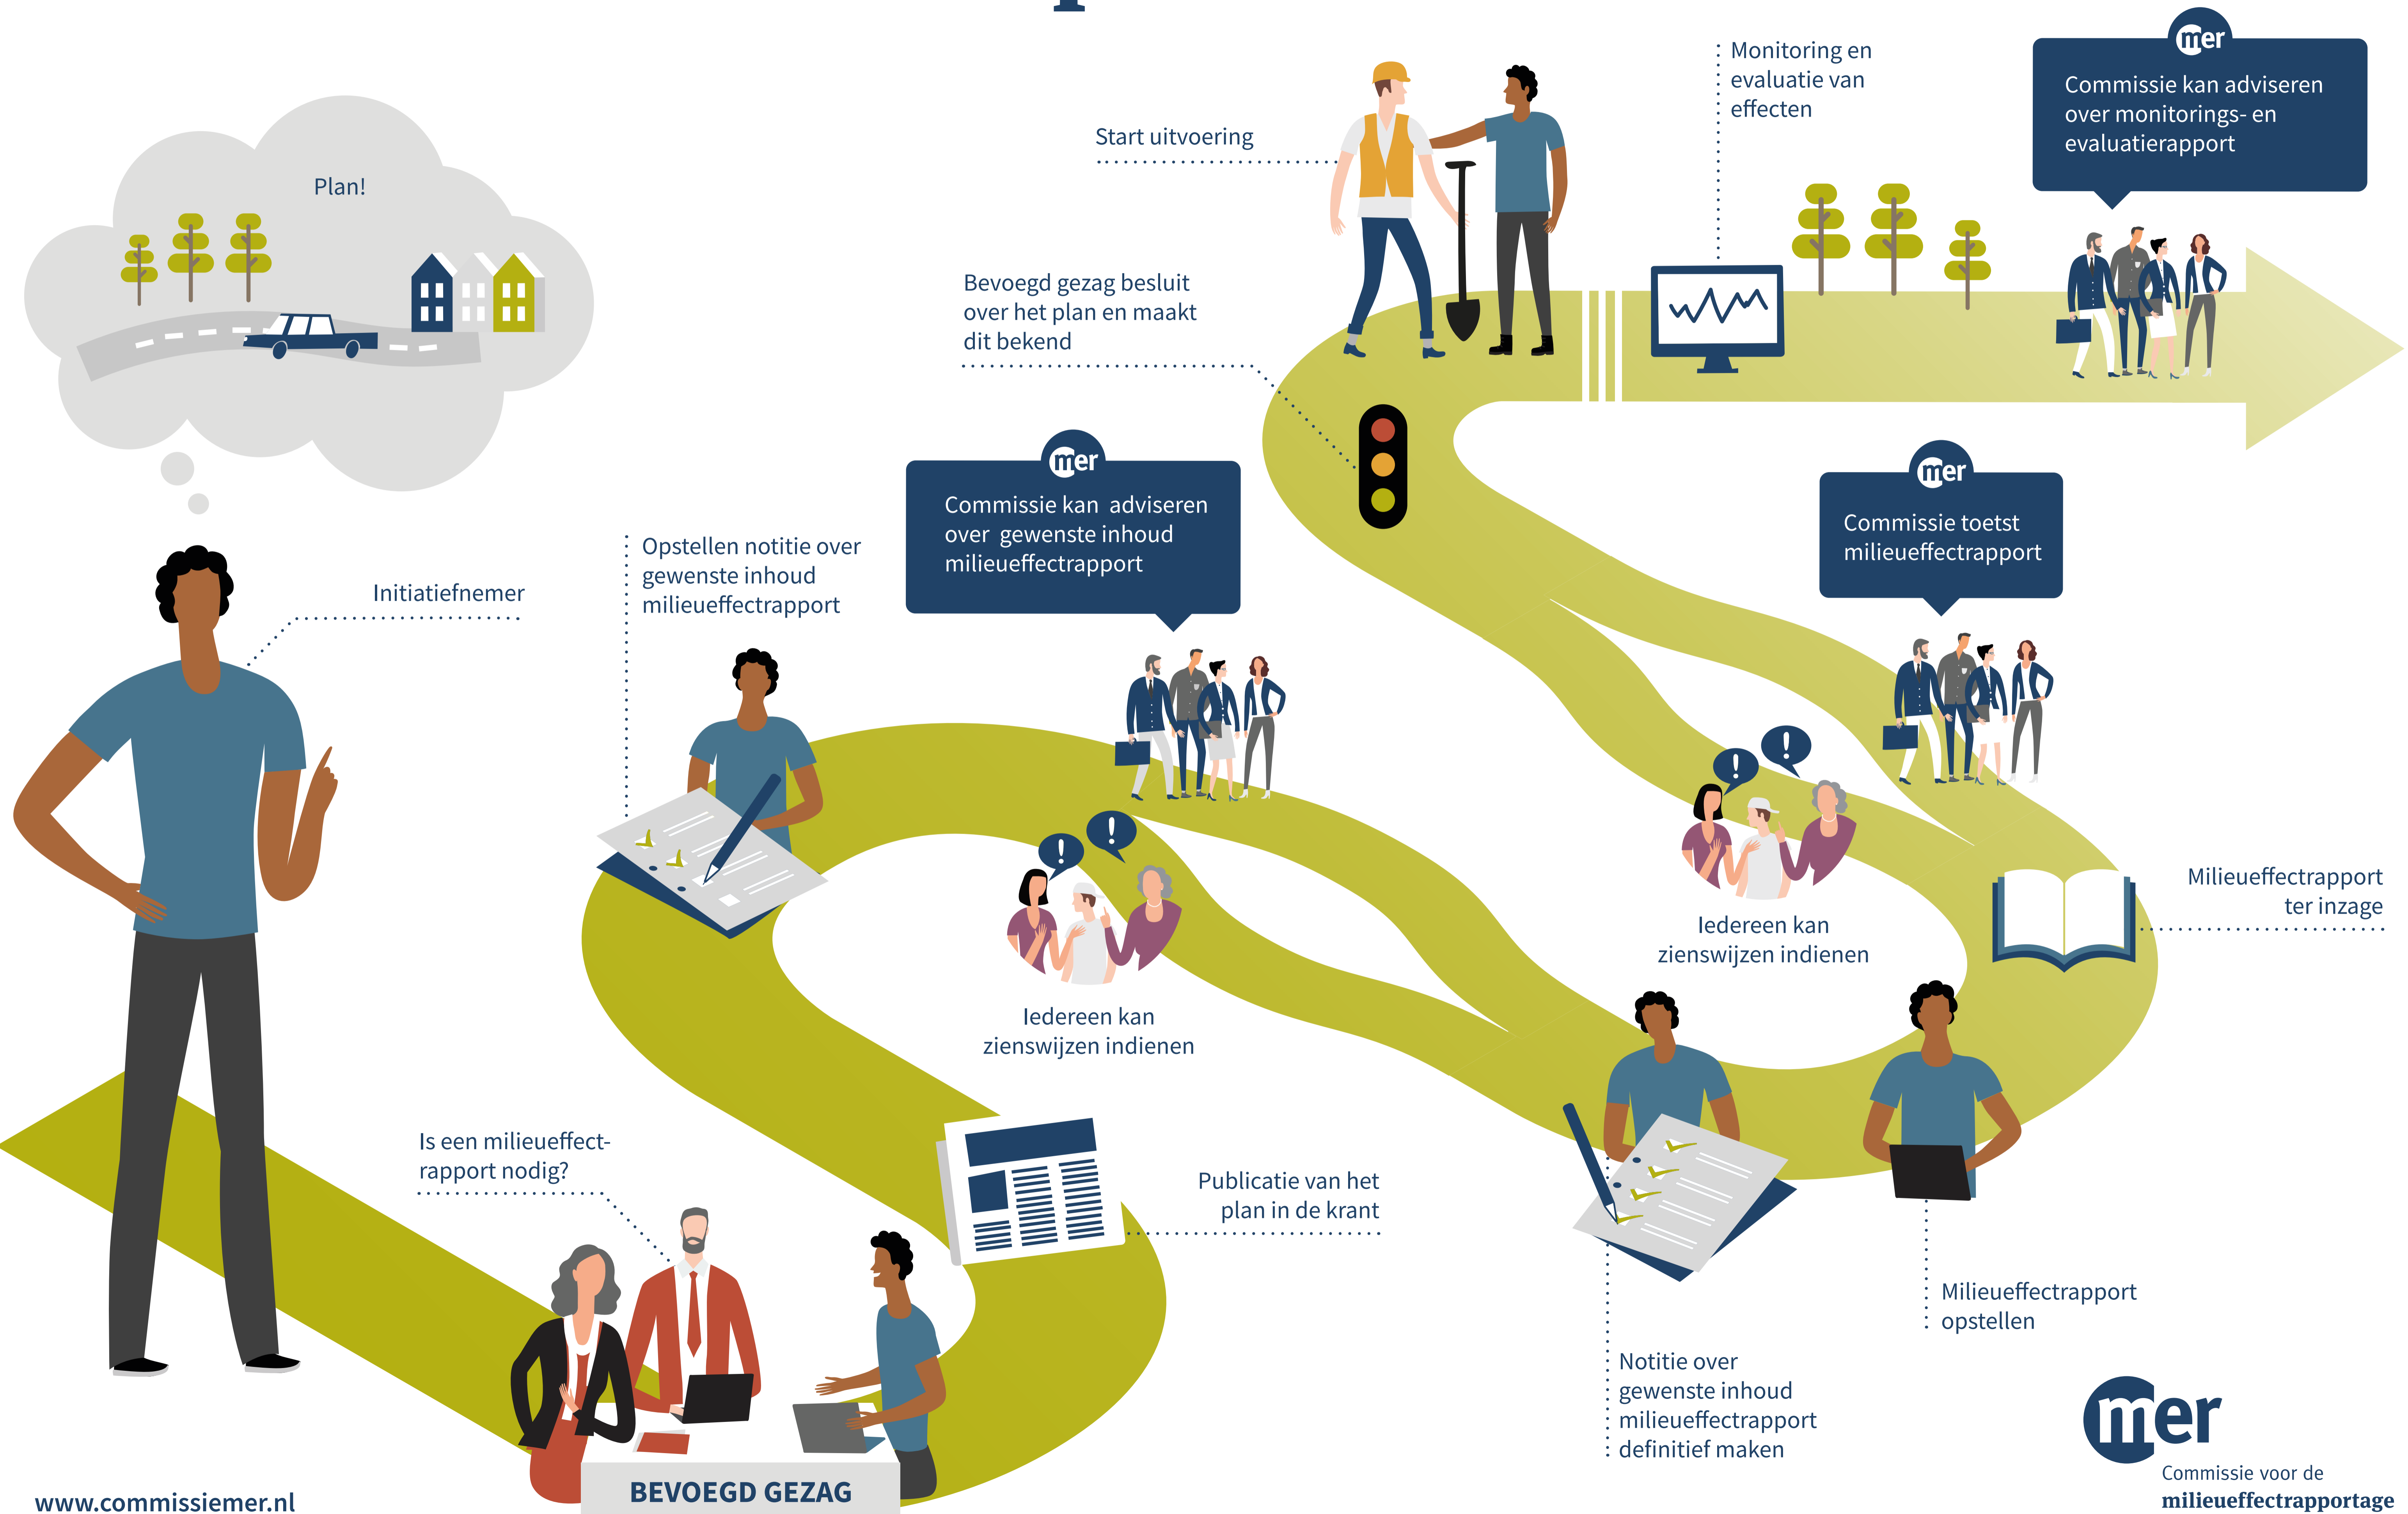 Plan!
Initiatiefnemer
Is een milieueffect-
rapport nodig?
BEVOEGD GEZAG
Publicatie van het
plan in de krant
Opstellen notitie over
gewenste inhoud
milieueffectrapport
mer
Commissie kan adviseren
over gewenste inhoud
milieueffectrapport
!
!
Iedereen kan
zienswijzen indienen
Notitie over
gewenste inhoud
milieueffectrapport
definitief maken
Milieueffectrapport
opstellen
Milieueffectrapport
ter inzage
mer
Commissie toetst
milieueffectrapport
!
!
Iedereen kan
zienswijzen indienen
Bevoegd gezag besluit
over het plan en maakt
dit bekend
Start uitvoering
Monitoring en
evaluatie van
effecten
mer
Commissie kan adviseren
over monitorings- en
evaluatierapport
www.commissiemer.nl
mer
Commissie voor de
milieueffectrapportage